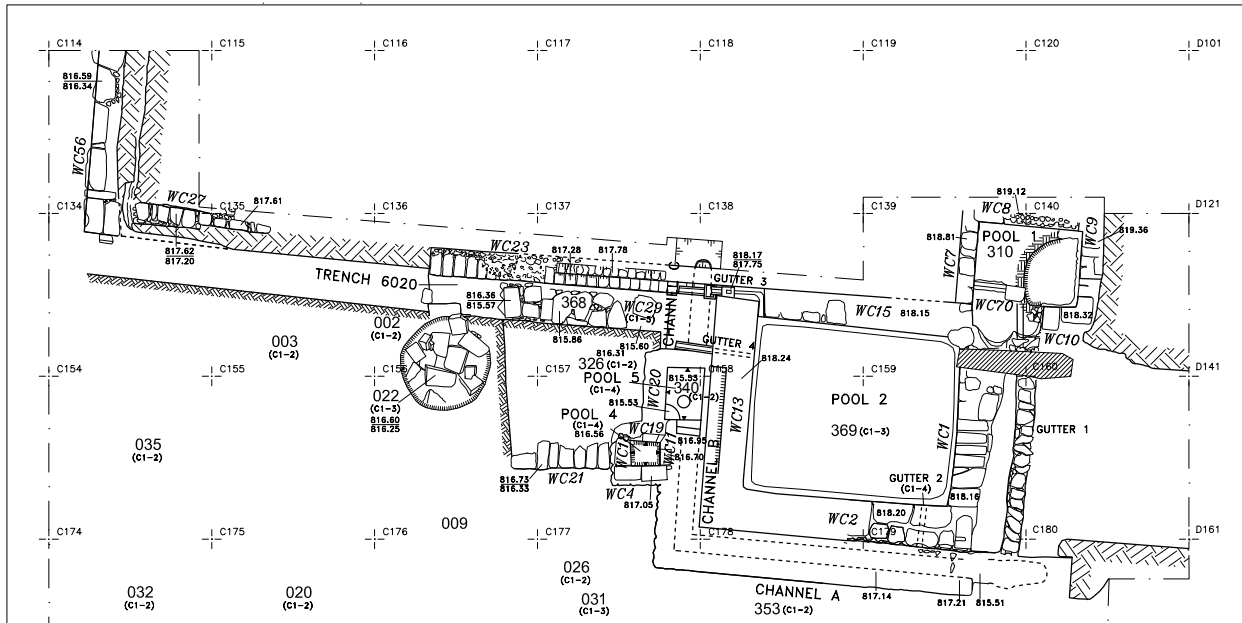 C114 C115 C116 C117 C118 C119 C120 D101
816.59
816.34
WC56
C134 WC27 C135 817.61 C136 C137 C138 C139 C140 D121
817.62
817.20
819.12
WC8
WC9
819.36
818.81
POOL 1
310
WC7
WC23
817.28 817.78
818.17
817.75
TRENCH 6020
GUTTER 3
CHANNEL C
816.36
815.57
368
WC29
(C1-3)
815.86
815.60
WC15 818.15
WC70
818.32
WC10
002
(C1-2)
003
(C1-2)
GUTTER 4
818.24
816.31
326 (C1-2)
C154 C155 C156 C157 C158 C159 C160 D141
POOL 5
(C1-4)
815.53
340
(C1-2)
WC20
815.53
022
(C1-3)
816.60
816.25
POOL 4
(C1-4)
816.56
WC19
WC18
WC1
816.95
816.70
WC13
POOL 2
369 (C1-3)
WC1
GUTTER 1
035
(C1-2)
816.73
816.33
WC21
WC4
817.05
CHANNEL B
GUTTER 2
(C1-4)
818.16
818.20
WC2
009
C174 C175 C176 C177 C178 C179 C180 D161
026
(C1-2)
032
(C1-2)
020
(C1-2)
031
(C1-3)
CHANNEL A
353 (C1-2)
817.14
817.21 815.51